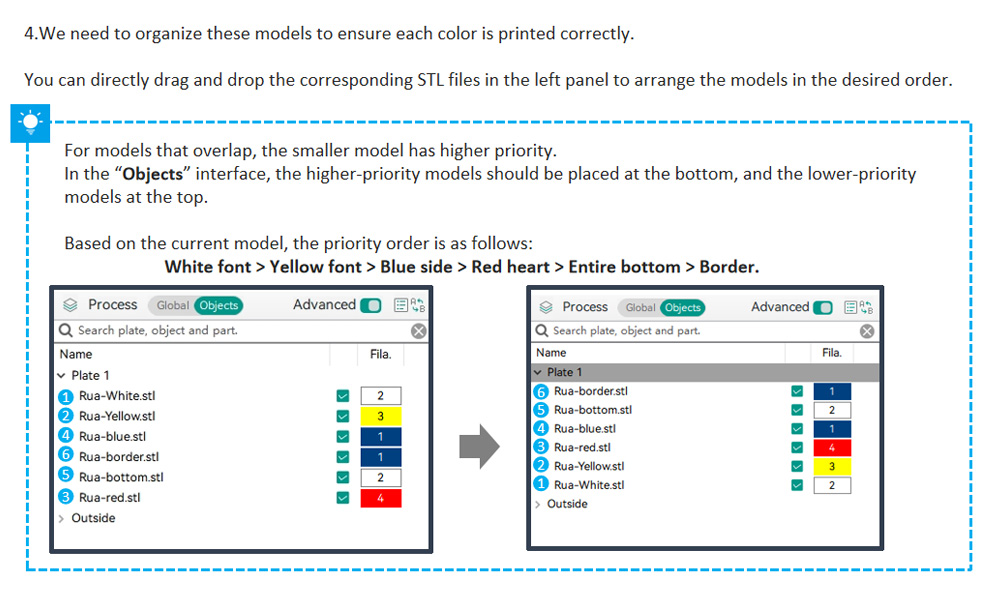 4.We need to organize these models to ensure each color is printed correctly.
You can directly drag and drop the corresponding STL files in the left panel to arrange the models in the desired order.
For models that overlap, the smaller model has higher priority.
In the “Objects” interface, the higher-priority models should be placed at the bottom, and the lower-priority
models at the top.
Based on the current model, the priority order is as follows:
White font > Yellow font > Blue side > Red heart > Entire bottom > Border.
Process Global Objects Advanced
Search plate, object and part.
Name Fila.
Plate 1
1 Rua-White.stl 2
2 Rua-Yellow.stl 3
4 Rua-blue.stl 1
6 Rua-border.stl 1
5 Rua-bottom.stl 2
3 Rua-red.stl 4
Outside
Process Global Objects Advanced
Search plate, object and part.
Name Fila.
Plate 1
6 Rua-border.stl 1
5 Rua-bottom.stl 2
4 Rua-blue.stl 1
3 Rua-red.stl 4
2 Rua-Yellow.stl 3
1 Rua-White.stl 2
Outside